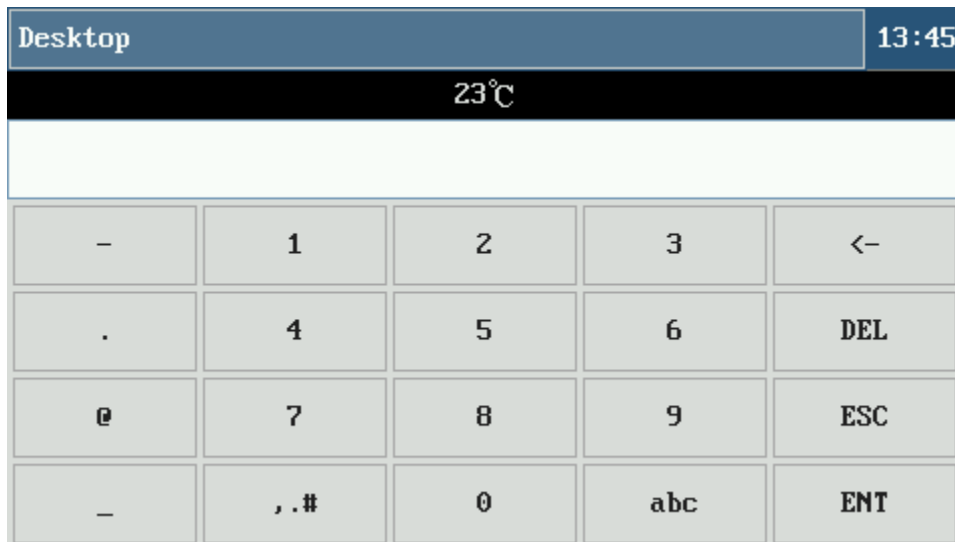 Desktop 13:45
23℃
- 1 2 3 <-
. 4 5 6 DEL
@ 7 8 9 ESC
_ ,.# 0 abc ENT